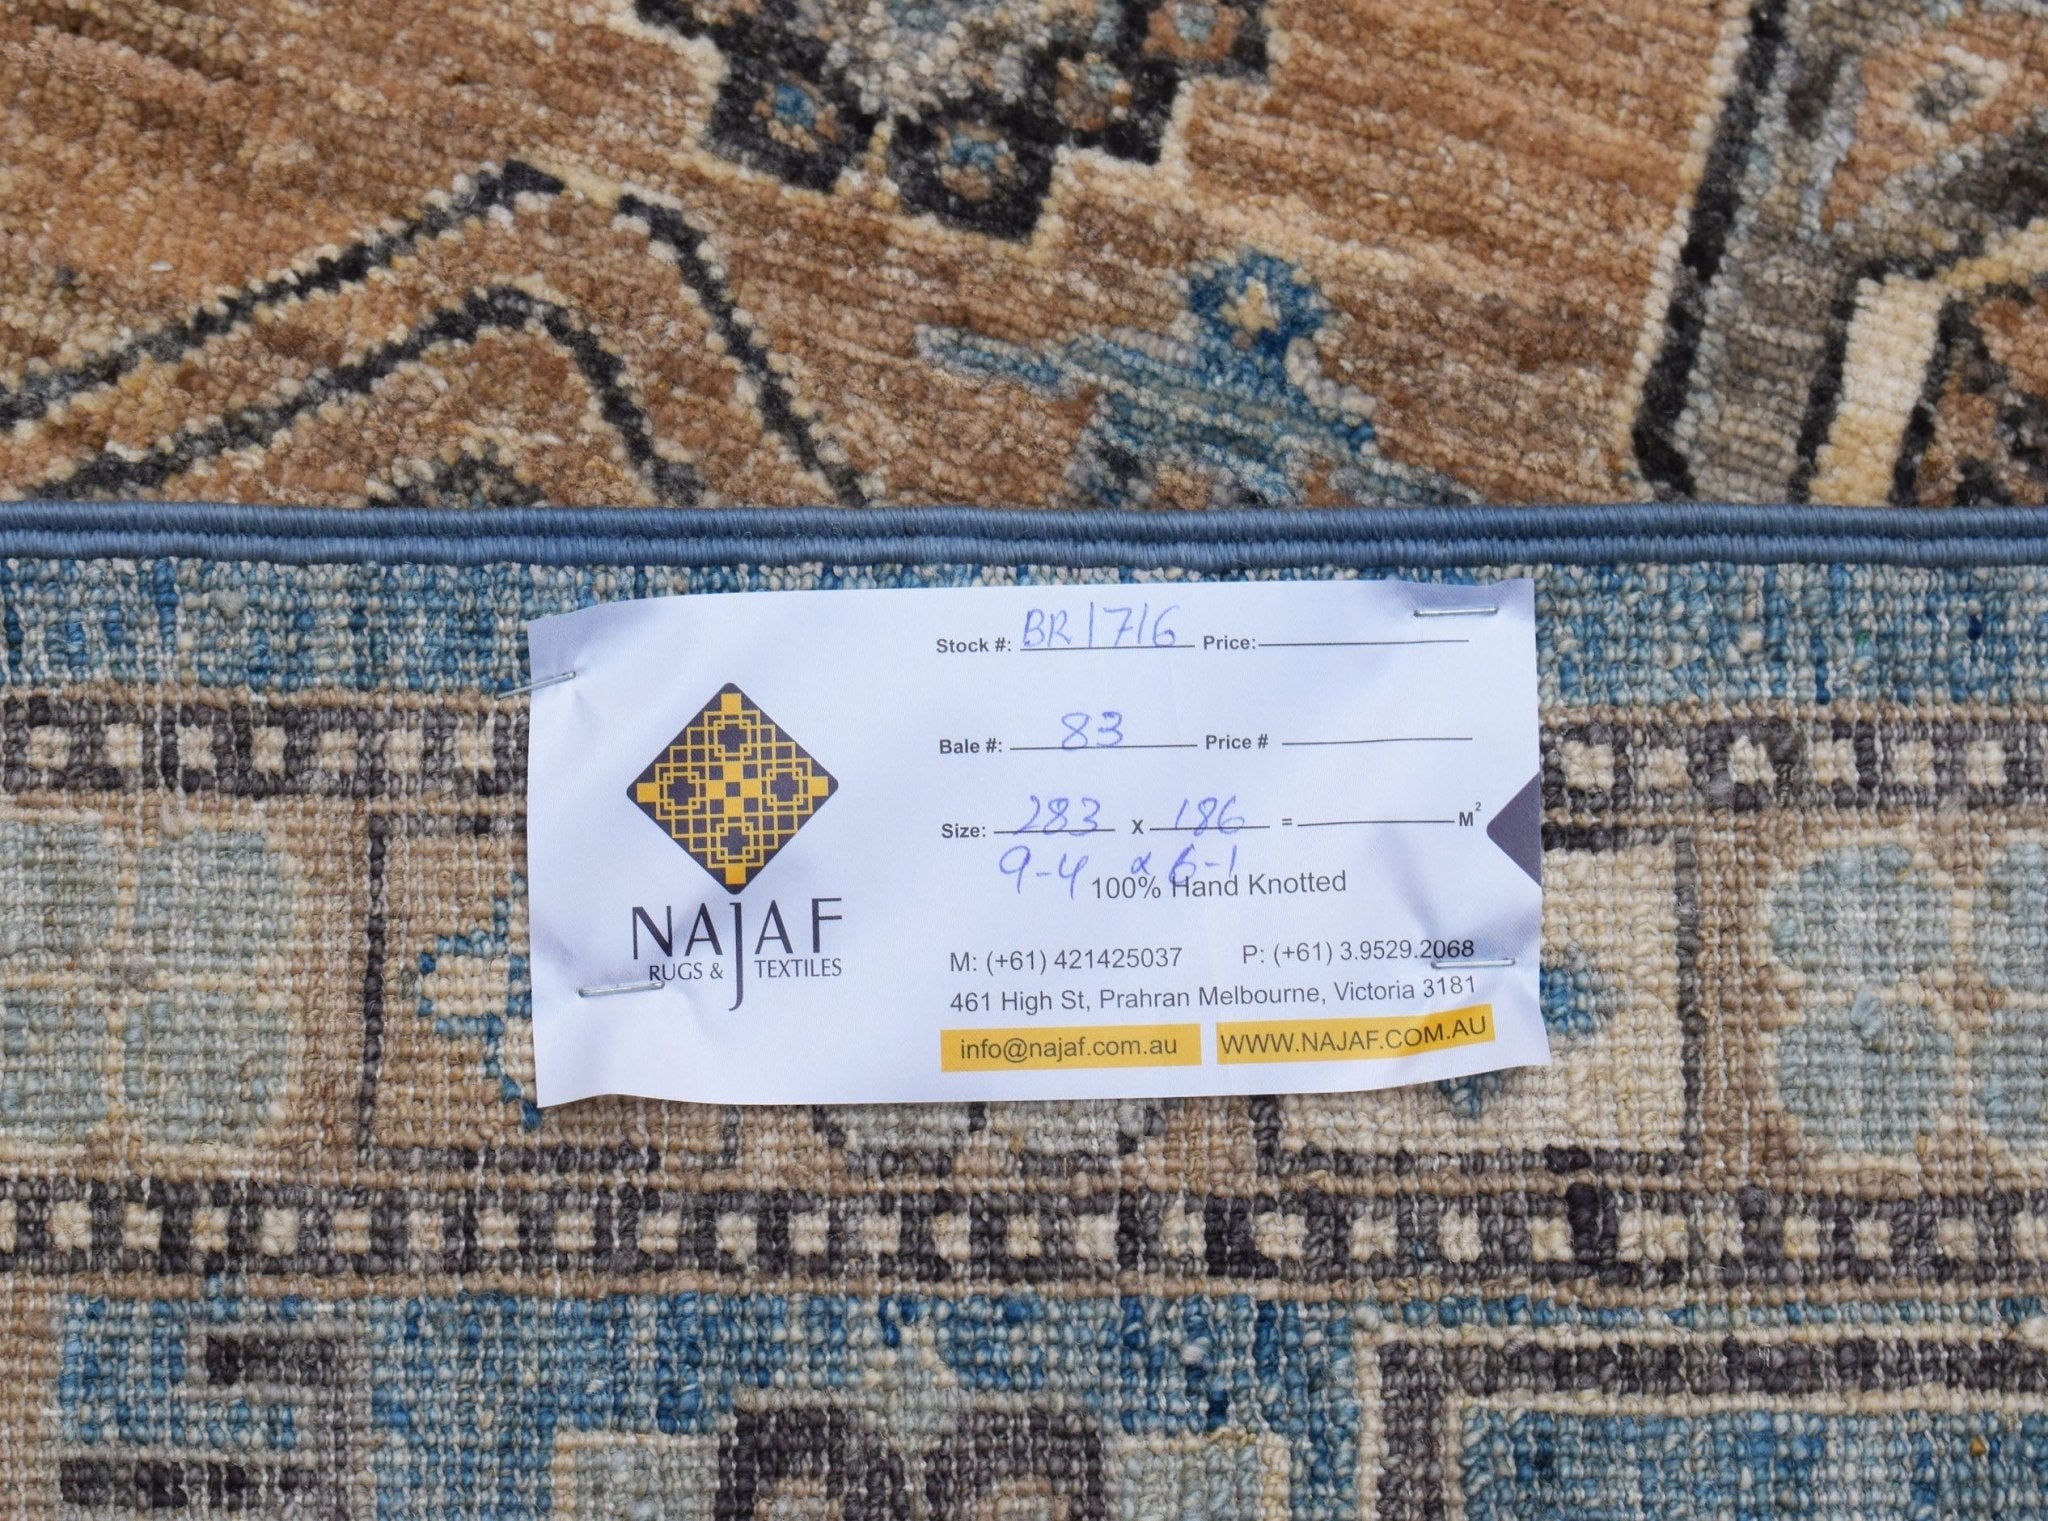 Stock #: BR1716 Price:
Bale #: 83 Price #
Size: 283 x 186 = M²
9-4 x 6-1
100% Hand Knotted
NAJAF
RUGS & TEXTILES
M: (+61) 421425037 P: (+61) 3.9529.2068
461 High St, Prahran Melbourne, Victoria 3181
info@najaf.com.au WWW.NAJAF.COM.AU